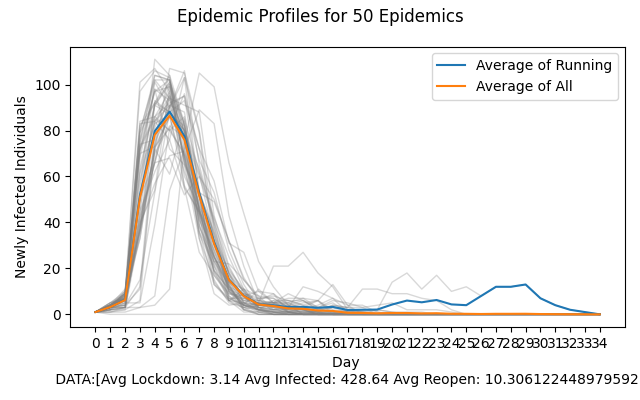 Epidemic Profiles for 50 Epidemics
Average of Running
Average of All
Newly Infected Individuals
100
80
60
40
20
0
0 1 2 3 4 5 6 7 8 9 10 11 12 13 14 15 16 17 18 19 20 21 22 23 24 25 26 27 28 29 30 31 32 33 34
Day
DATA:[Avg Lockdown: 3.14 Avg Infected: 428.64 Avg Reopen: 10.306122448979592